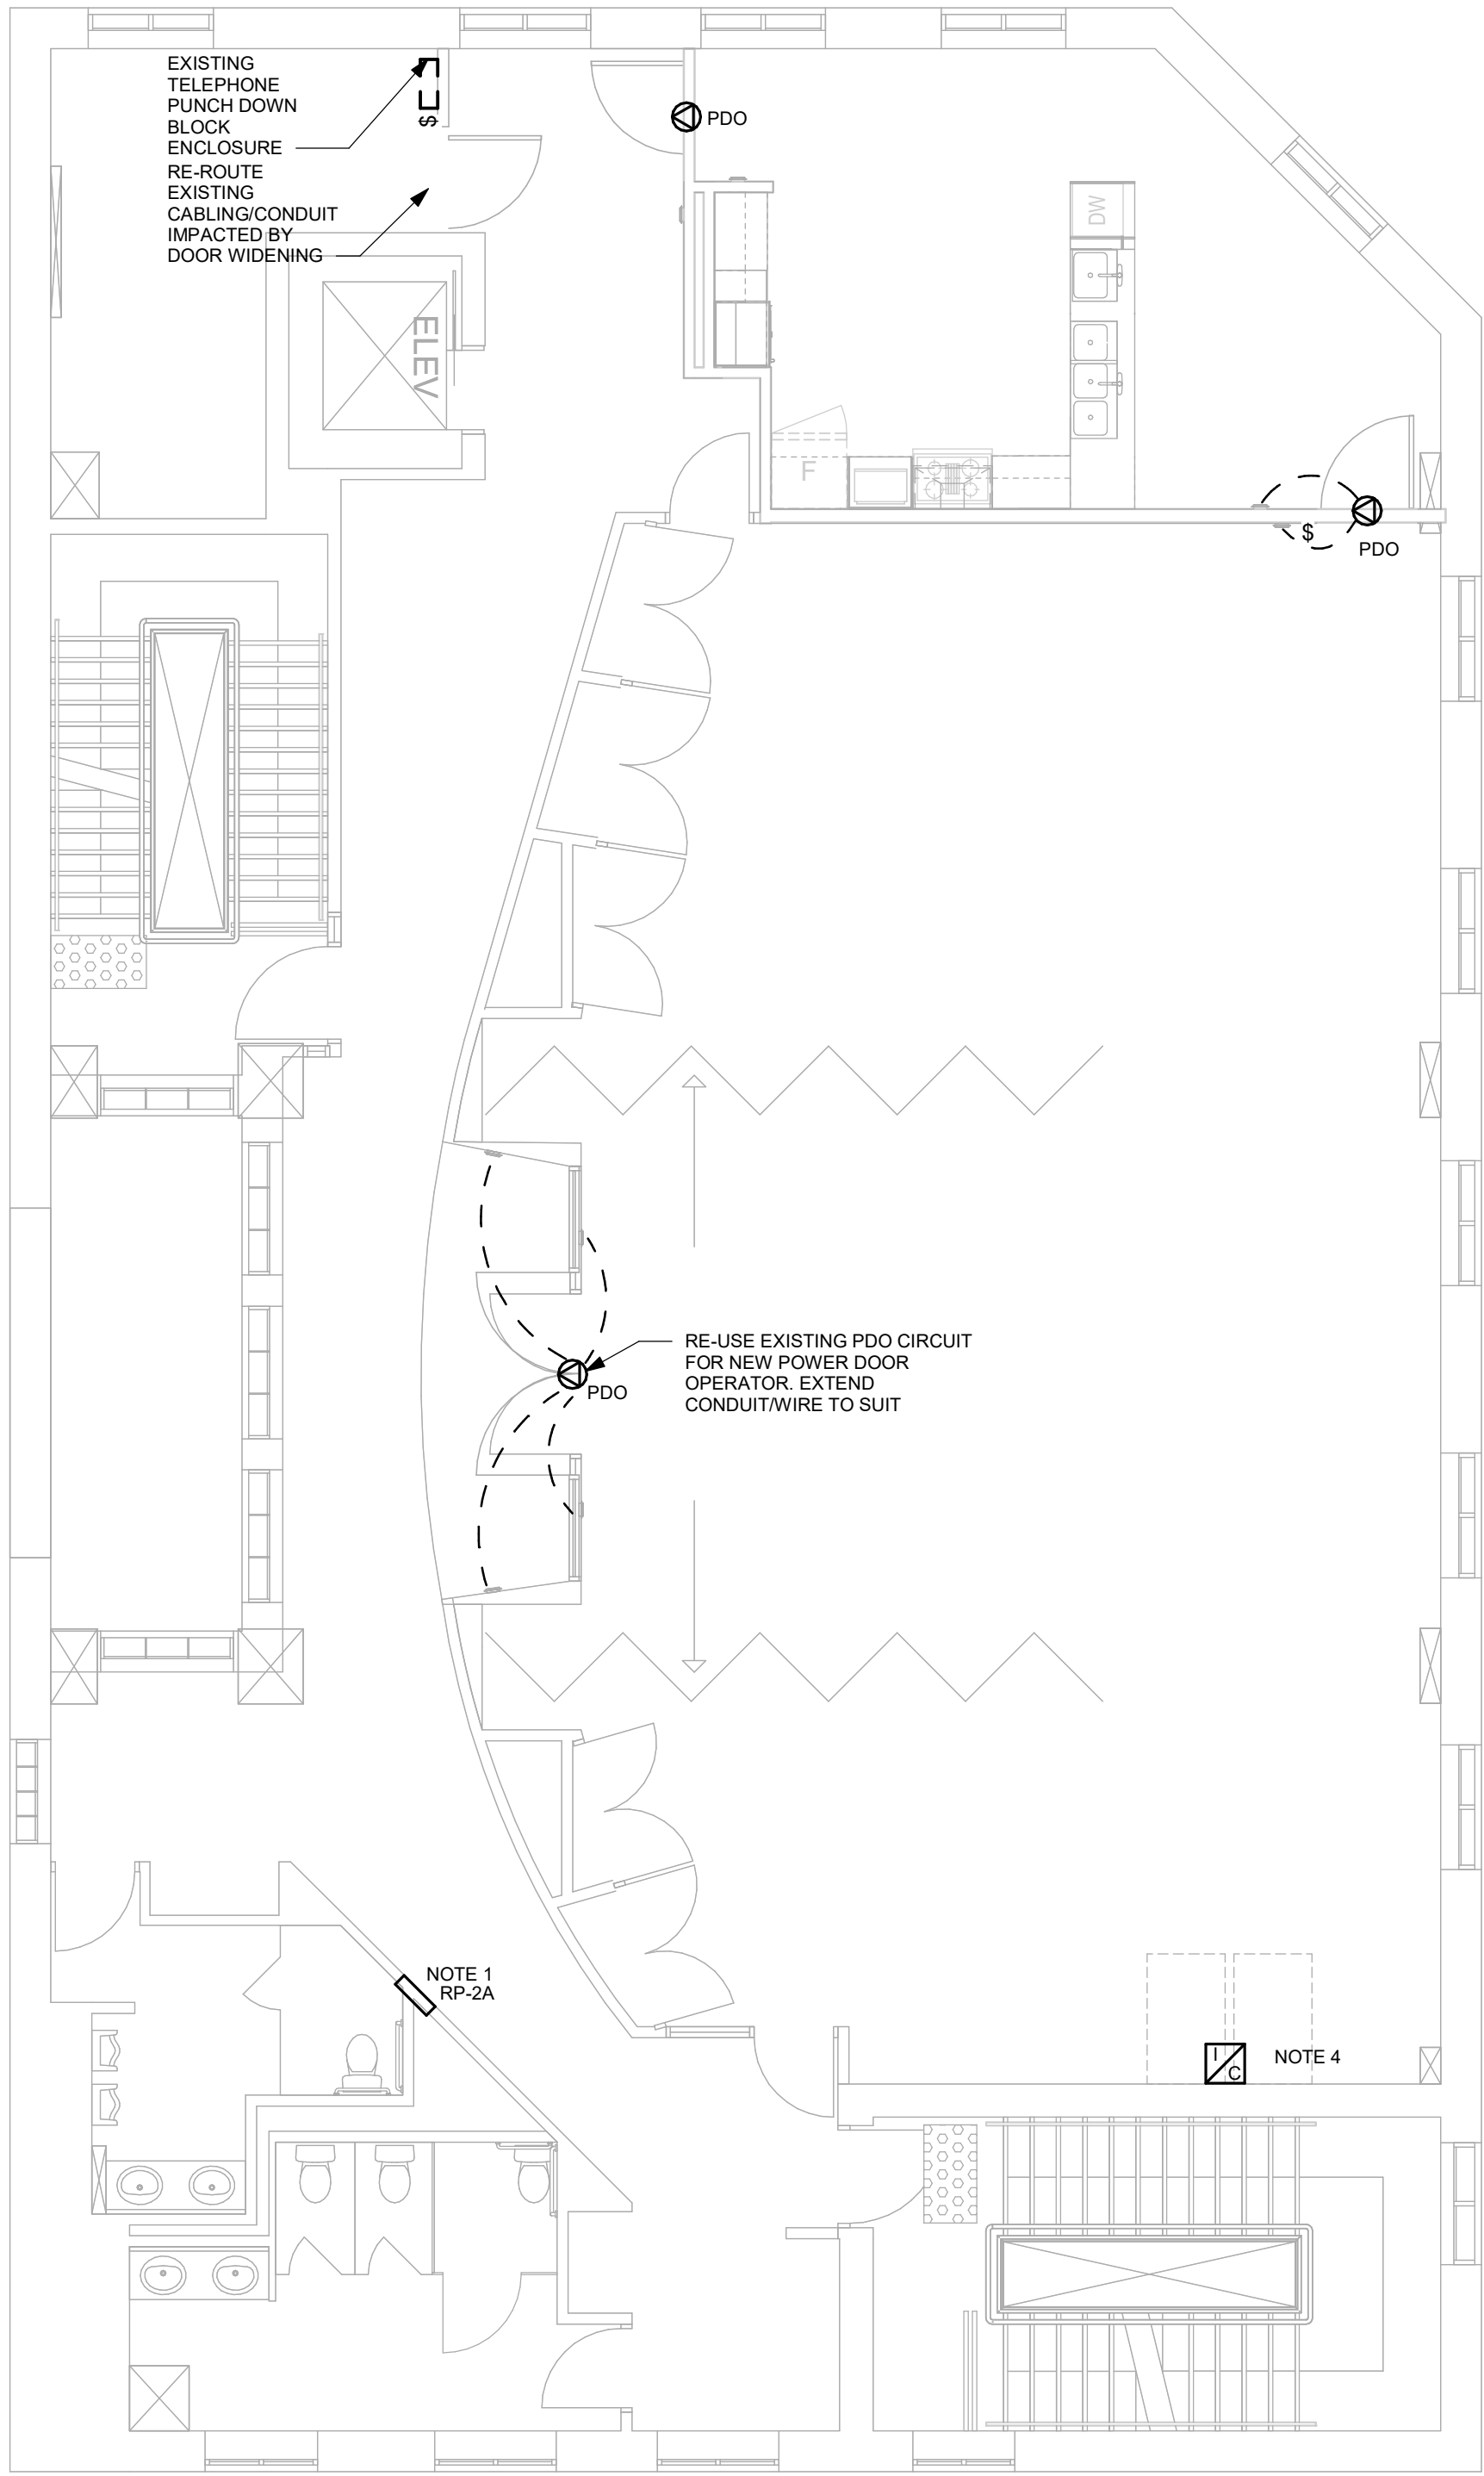 EXISTING
TELEPHONE
PUNCH DOWN
BLOCK
ENCLOSURE
RE-ROUTE
EXISTING
CABLING/CONDUIT
IMPACTED BY
DOOR WIDENING
$
PDO
DW
ELEV
F
$
PDO
RE-USE EXISTING PDO CIRCUIT
FOR NEW POWER DOOR
OPERATOR. EXTEND
CONDUIT/WIRE TO SUIT
PDO
NOTE 1
RP-2A
I
C
NOTE 4